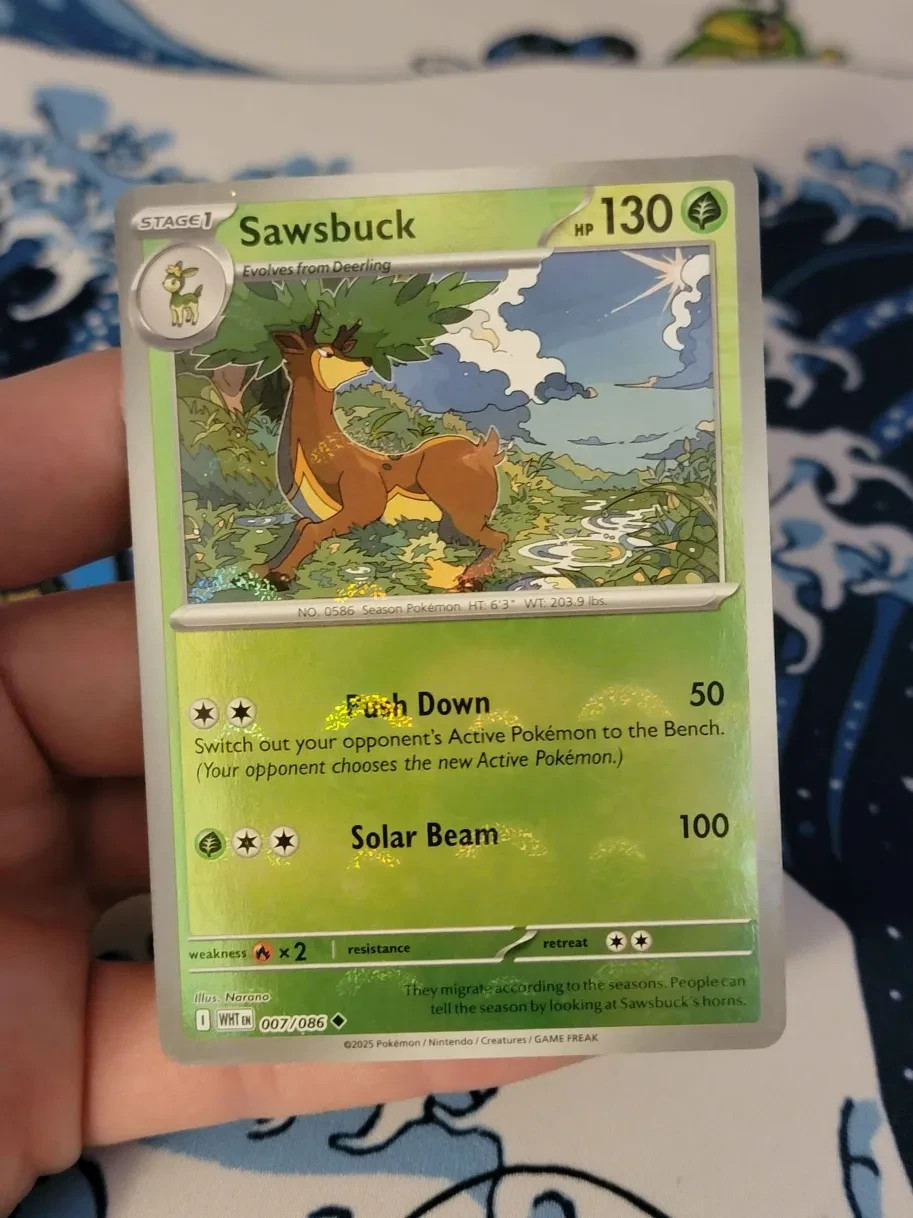 STAGE1
Sawsbuck
HP 130
Evolves from Deerling
NO. 0586 Season Pokémon HT: 6'3" WT: 203.9 lbs.
Push Down 50
Switch out your opponent's Active Pokémon to the Bench.
(Your opponent chooses the new Active Pokémon.)
Solar Beam 100
weakness ×2 resistance retreat
They migrate according to the seasons. People can
tell the season by looking at Sawsbuck's horns.
Illus. Narano
I WHT EN 007/086
©2025 Pokémon / Nintendo / Creatures / GAME FREAK